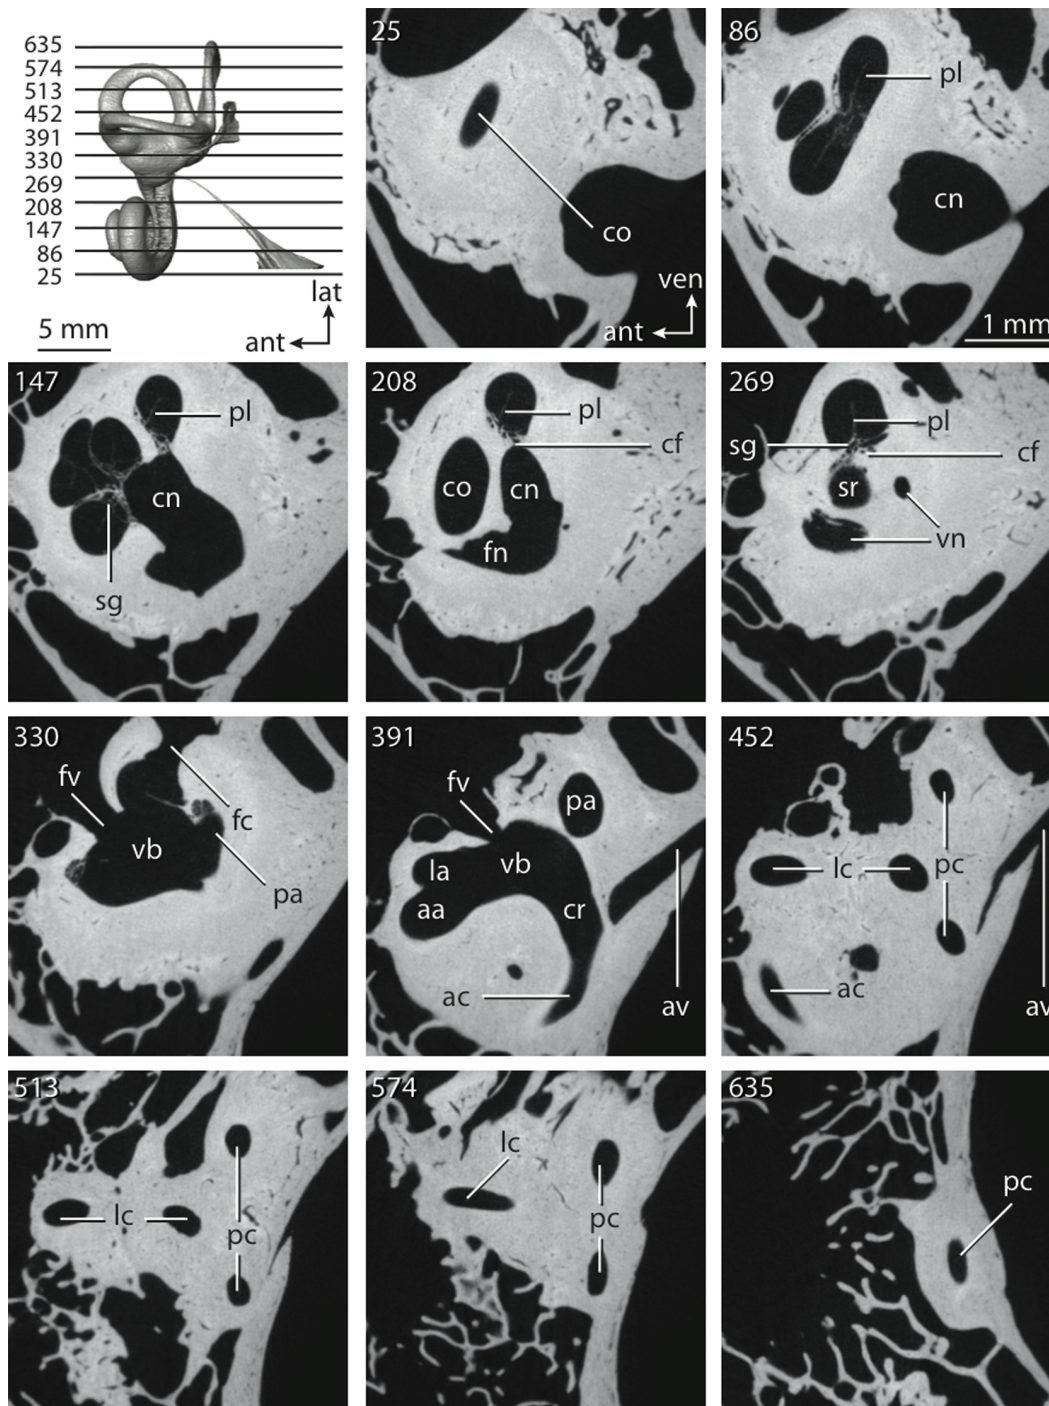 635
574
513
452
391
330
269
208
147
86
25
5 mm
lat
ant
25
co
ven
ant
86
pl
cn
1 mm
147
pl
cn
sg
208
pl
cf
co
cn
fn
269
pl
sg
cf
sr
vn
330
fv
fc
vb
pa
391
fv
pa
la
vb
aa
cr
ac
av
452
lc
pc
ac
av
513
lc
pc
574
lc
pc
635
pc